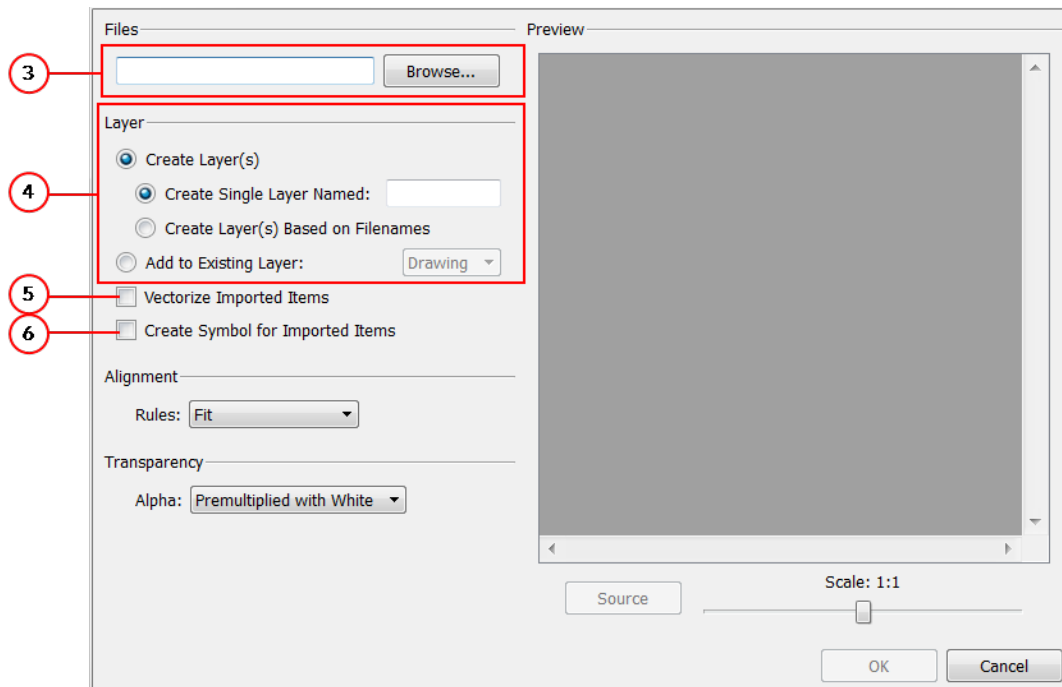 Files
Preview
3
Browse...
Layer
Create Layer(s)
4
Create Single Layer Named:
Create Layer(s) Based on Filenames
Add to Existing Layer: Drawing
5
Vectorize Imported Items
6
Create Symbol for Imported Items
Alignment
Rules: Fit
Transparency
Alpha: Premultiplied with White
Source
Scale: 1:1
OK
Cancel